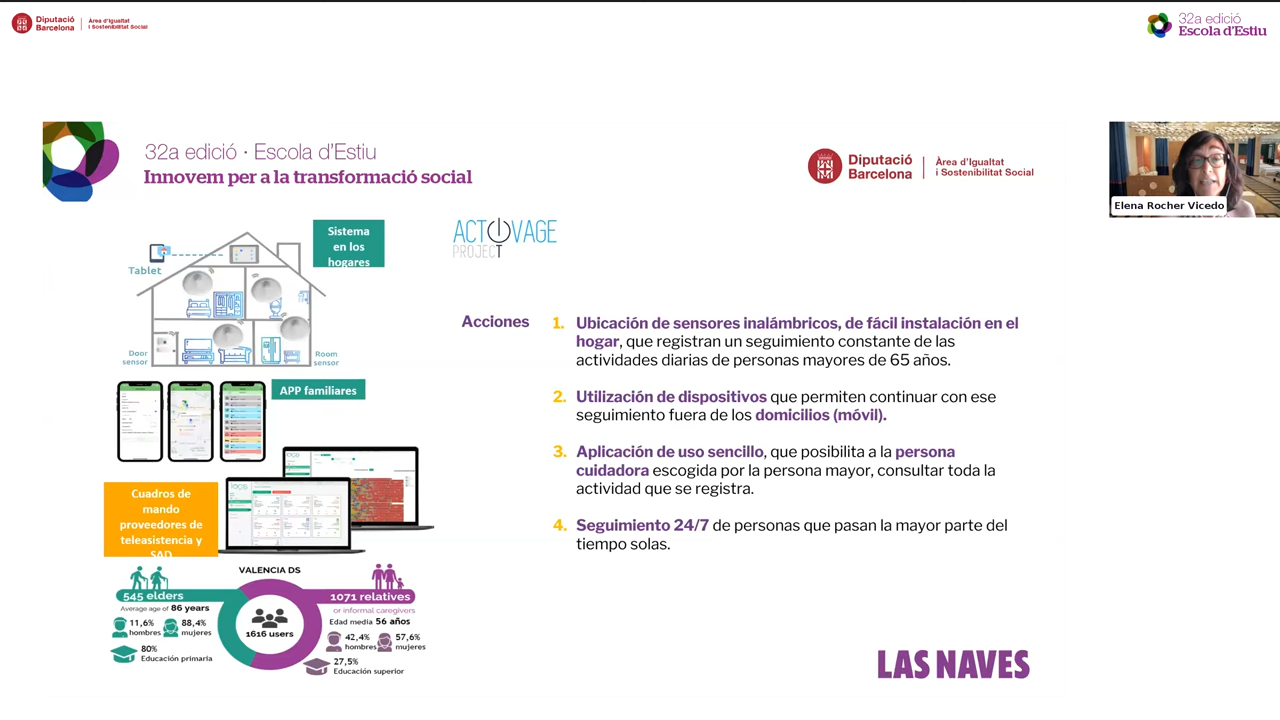 Diputació
Barcelona
Àrea d'Igualtat
i Sostenibilitat Social
32a edició
Escola d'Estiu
32a edició · Escola d'Estiu
Innovem per a la transformació social
Diputació
Barcelona
Àrea d'Igualtat
i Sostenibilitat Social
Elena Rocher Vicedo
Sistema
en los
hogares
Tablet
Door
sensor
Room
sensor
ACTIVAGE
PROJECT
APP familiares
Acciones
1. Ubicación de sensores inalámbricos, de fácil instalación en el
hogar, que registran un seguimiento constante de las
actividades diarias de personas mayores de 65 años.
2. Utilización de dispositivos que permiten continuar con ese
seguimiento fuera de los domicilios (móvil).
3. Aplicación de uso sencillo, que posibilita a la persona
cuidadora escogida por la persona mayor, consultar toda la
actividad que se registra.
4. Seguimiento 24/7 de personas que pasan la mayor parte del
tiempo solas.
Cuadros de
mando
proveedores de
teleasistencia y
SAD
VALENCIA DS
545 elders
Average age of 86 years
11,6%
hombres
88,4%
mujeres
80%
Educación primaria
1616 users
1071 relatives
or informal caregivers
Edad media 56 años
42,4%
hombres
57,6%
mujeres
27,5%
Educación superior
LAS NAVES